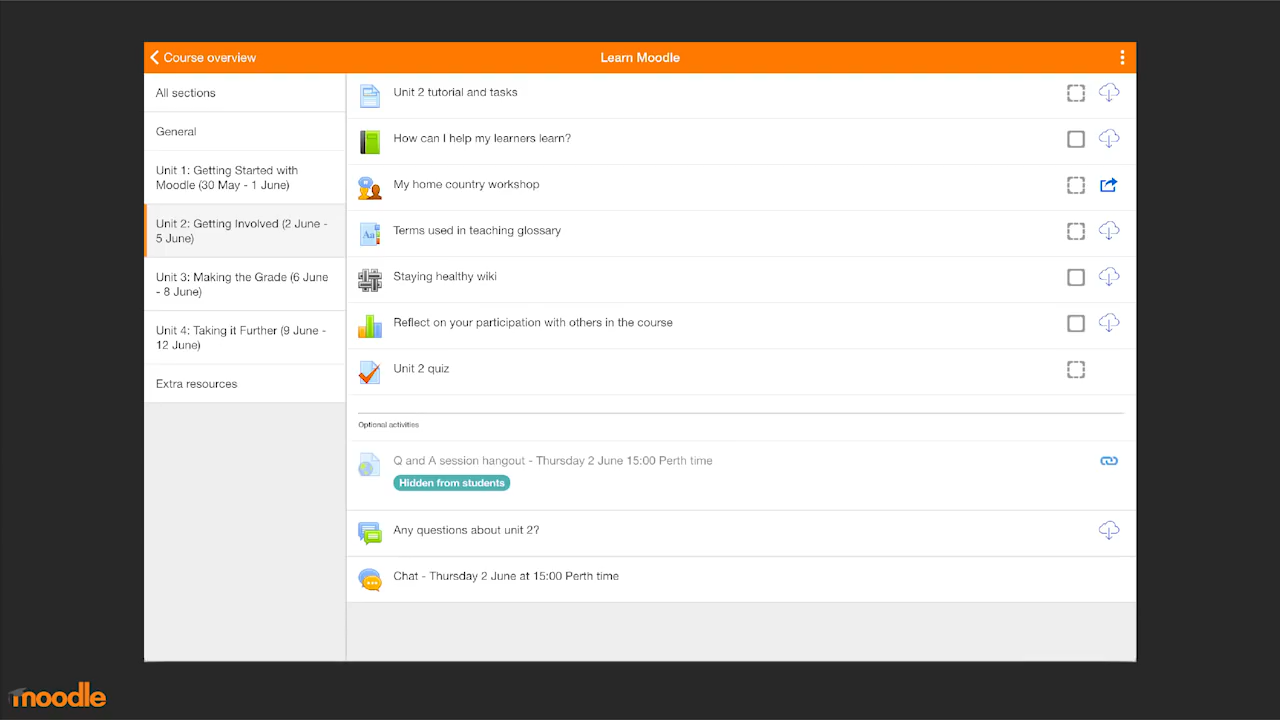 Course overview
Learn Moodle
All sections
General
Unit 1: Getting Started with
Moodle (30 May - 1 June)
Unit 2: Getting Involved (2 June -
5 June)
Unit 3: Making the Grade (6 June
- 8 June)
Unit 4: Taking it Further (9 June -
12 June)
Extra resources
Unit 2 tutorial and tasks
How can I help my learners learn?
My home country workshop
Terms used in teaching glossary
Aa
Staying healthy wiki
Reflect on your participation with others in the course
Unit 2 quiz
Optional activities
Q and A session hangout - Thursday 2 June 15:00 Perth time
Hidden from students
Any questions about unit 2?
Chat - Thursday 2 June at 15:00 Perth time
moodle